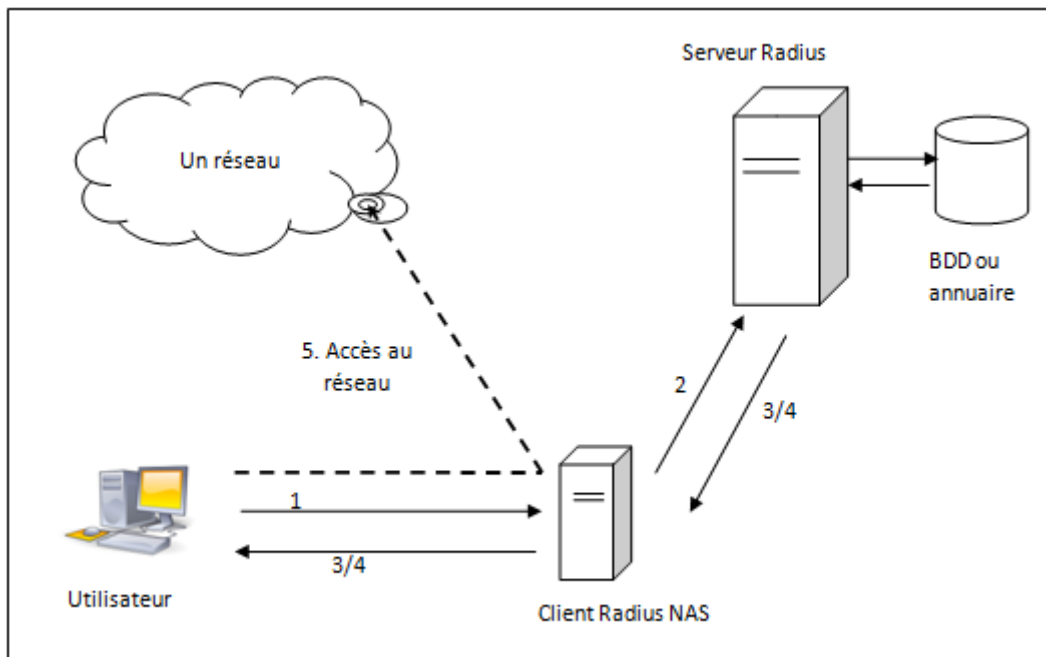 Serveur Radius
Un réseau
BDD ou
annuaire
5. Accès au
réseau
2
3/4
1
3/4
Utilisateur
Client Radius NAS